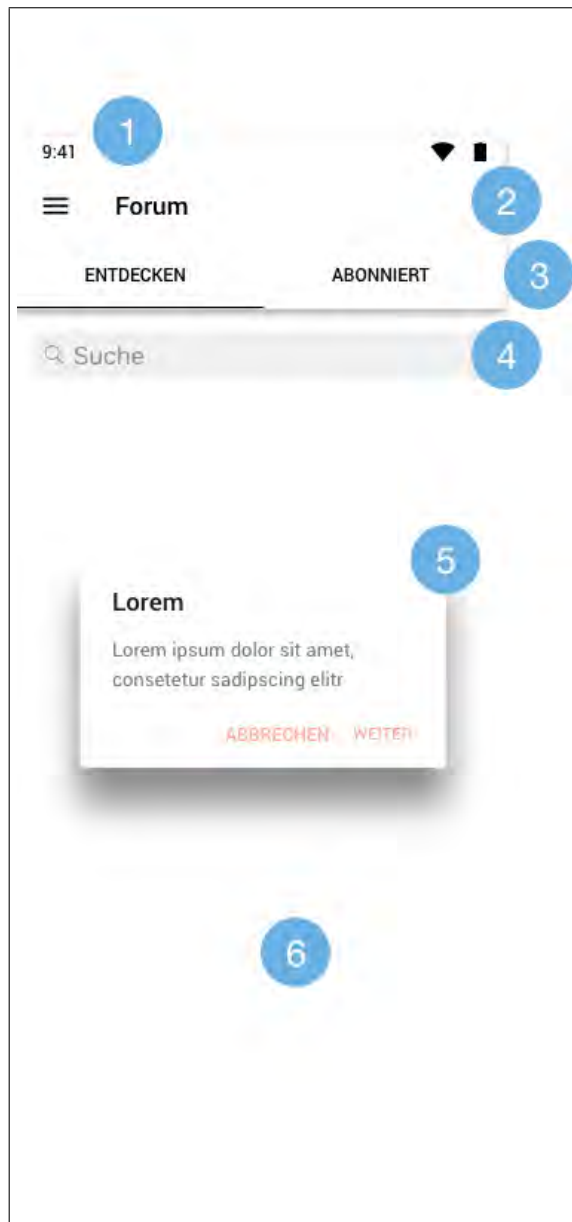 1
9:41
Forum
2
ENTDECKEN ABONNIERT
3
Suche
4
5
Lorem
Lorem ipsum dolor sit amet,
consetetur sadipscing elitr
ABBRECHEN WEITER
6